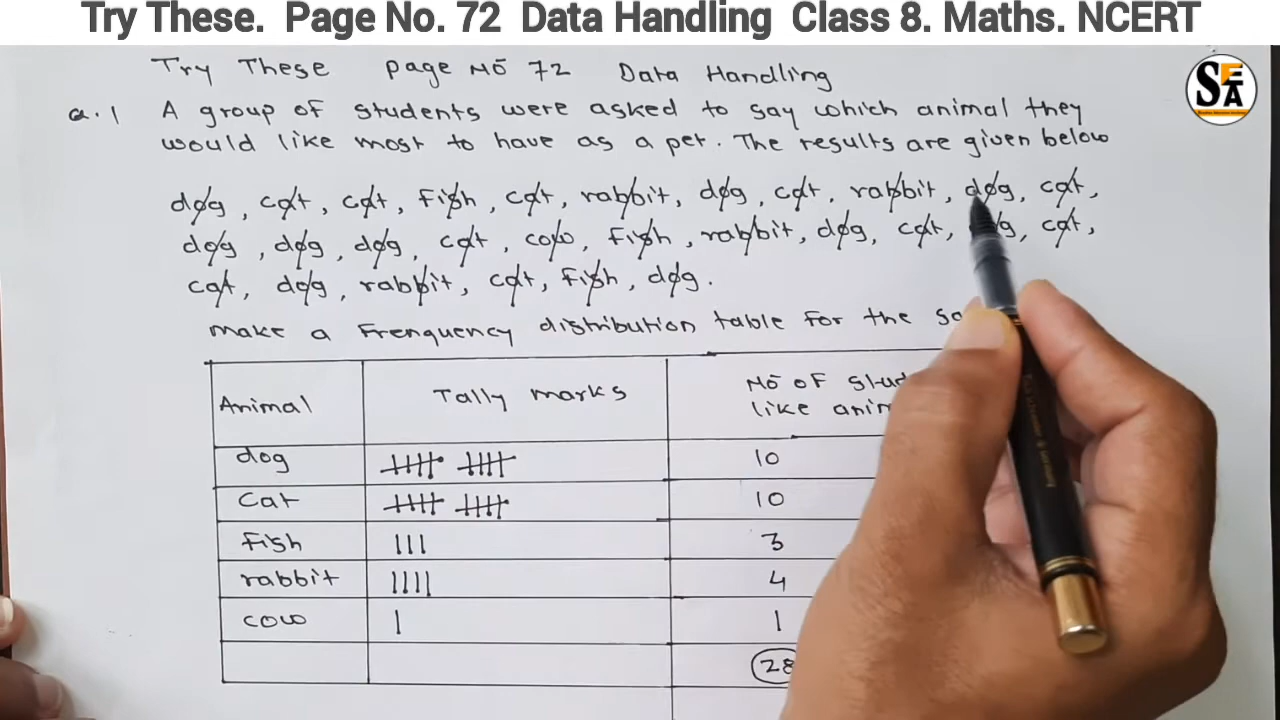 Try These. Page No. 72 Data Handling Class 8. Maths. NCERT
Try These page No 72 Data Handling
Q.1 A group of students were asked to say which animal they
would like most to have as a pet. The results are given below
dog, cat, cat, fish, cat, rabbit, dog, cat, rabbit, dog, cat,
dog, dog, dog, cat, cow, fish, rabbit, dog, cat, cat,
cat, dog, rabbit, cat, fish, dog.
make a Frenquency distribution table for the
Animal Tally marks No of
like
dog 10
cat 10
fish 3
rabbit 4
cow 1
28
SEA